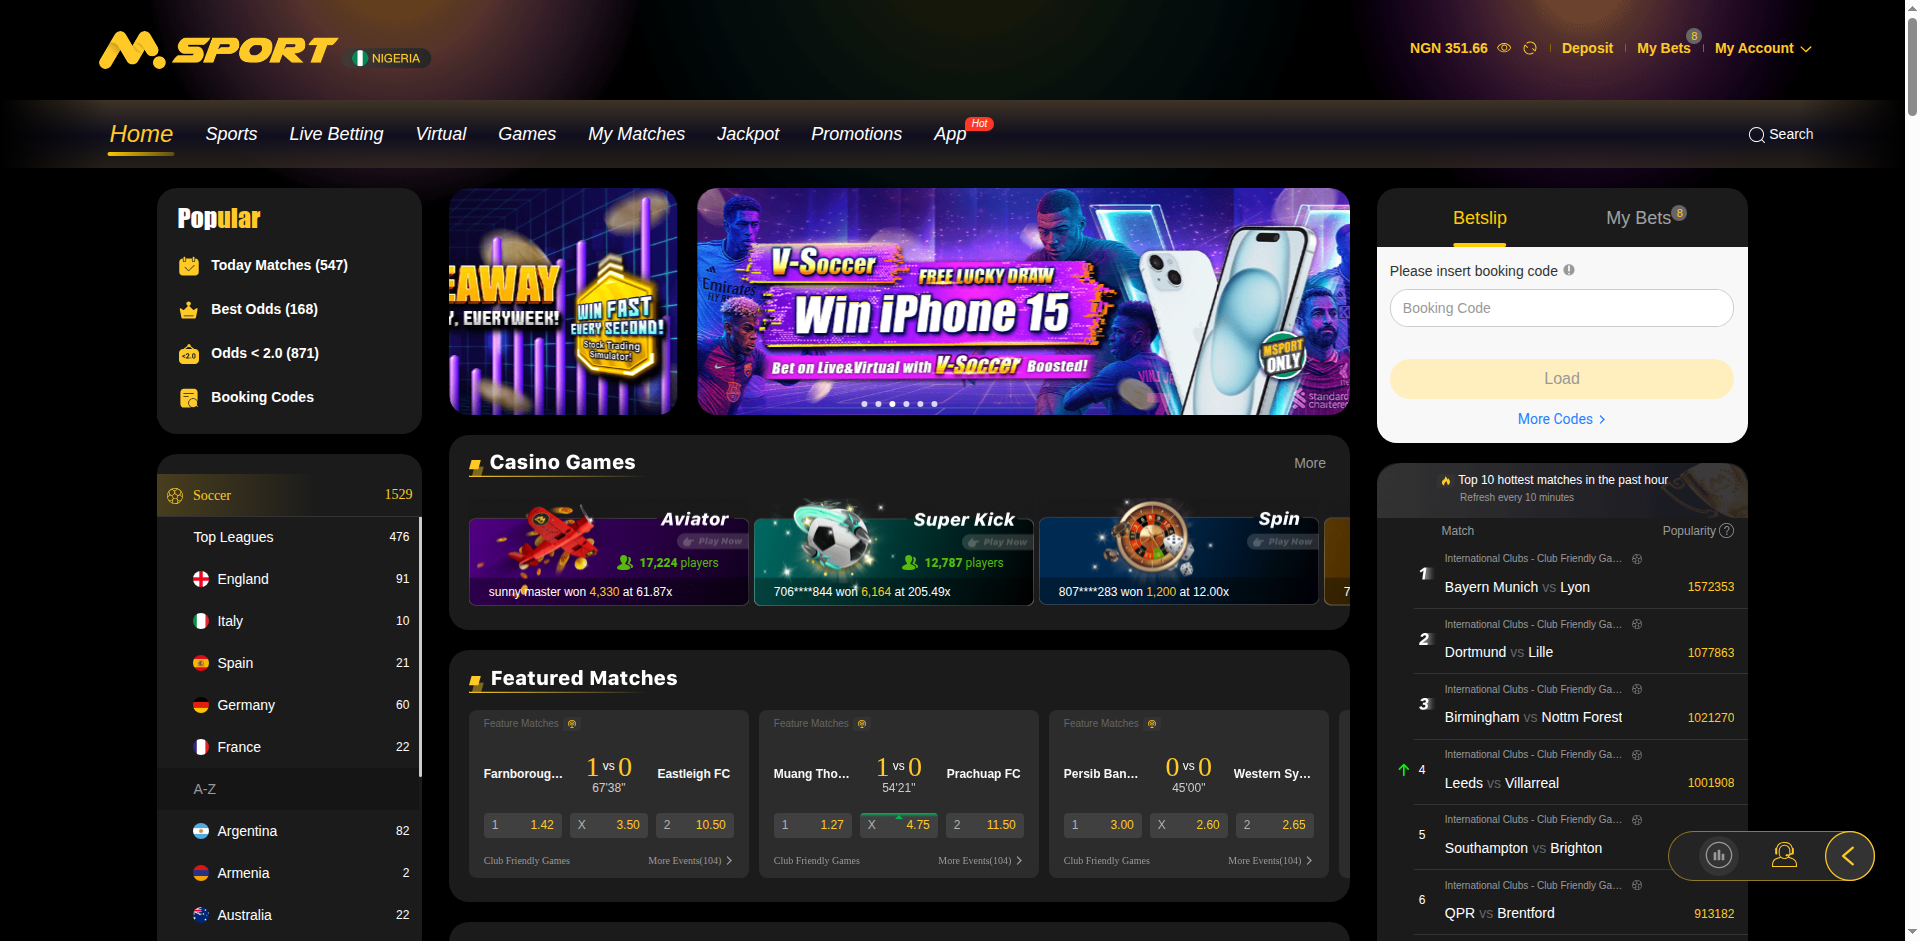 M.SPORT
NIGERIA
NGN 351.66
Deposit
My Bets
8
My Account
Home
Sports
Live Betting
Virtual
Games
My Matches
Jackpot
Promotions
App
Hot
Search
Popular
Today Matches (547)
Best Odds (168)
<2.0
Odds < 2.0 (871)
Booking Codes
Soccer
1529
Top Leagues
476
England
91
Italy
10
Spain
21
Germany
60
France
22
A-Z
Argentina
82
Armenia
2
Australia
22
EAWAY
Y, EVERYWEEK!
WIN FAST
EVERY SECOND!
Stock Trading
Simulator!
V-Soccer
FREE LUCKY DRAW
Win iPhone 15
Bet on Live&Virtual with V-Soccer Boosted!
MSPORT
ONLY
Emirates
standard
chartered
Casino Games
More
Aviator
Play Now
17,224 players
sunny master won 4,330 at 61.87x
Super Kick
Play Now
12,787 players
706****844 won 6,164 at 205.49x
Spin
Play Now
807****283 won 1,200 at 12.00x
7
Featured Matches
Feature Matches
Farnboroug...
1 vs 0
67'38"
Eastleigh FC
1 1.42
X 3.50
2 10.50
Club Friendly Games
More Events(104)
Feature Matches
Muang Tho...
1 vs 0
54'21"
Prachuap FC
1 1.27
X 4.75
2 11.50
Club Friendly Games
More Events(104)
Feature Matches
Persib Ban...
0 vs 0
45'00"
Western Sy...
1 3.00
X 2.60
2 2.65
Club Friendly Games
More Events(104)
Betslip
My Bets
8
Please insert booking code
Booking Code
Load
More Codes
Top 10 hottest matches in the past hour
Refresh every 10 minutes
Match
Popularity ?
International Clubs - Club Friendly Ga...
1
Bayern Munich vs Lyon
1572353
International Clubs - Club Friendly Ga...
2
Dortmund vs Lille
1077863
International Clubs - Club Friendly Ga...
3
Birmingham vs Nottm Forest
1021270
International Clubs - Club Friendly Ga...
4
Leeds vs Villarreal
1001908
International Clubs - Club Friendly Ga...
5
Southampton vs Brighton
International Clubs - Club Friendly Ga...
6
QPR vs Brentford
913182